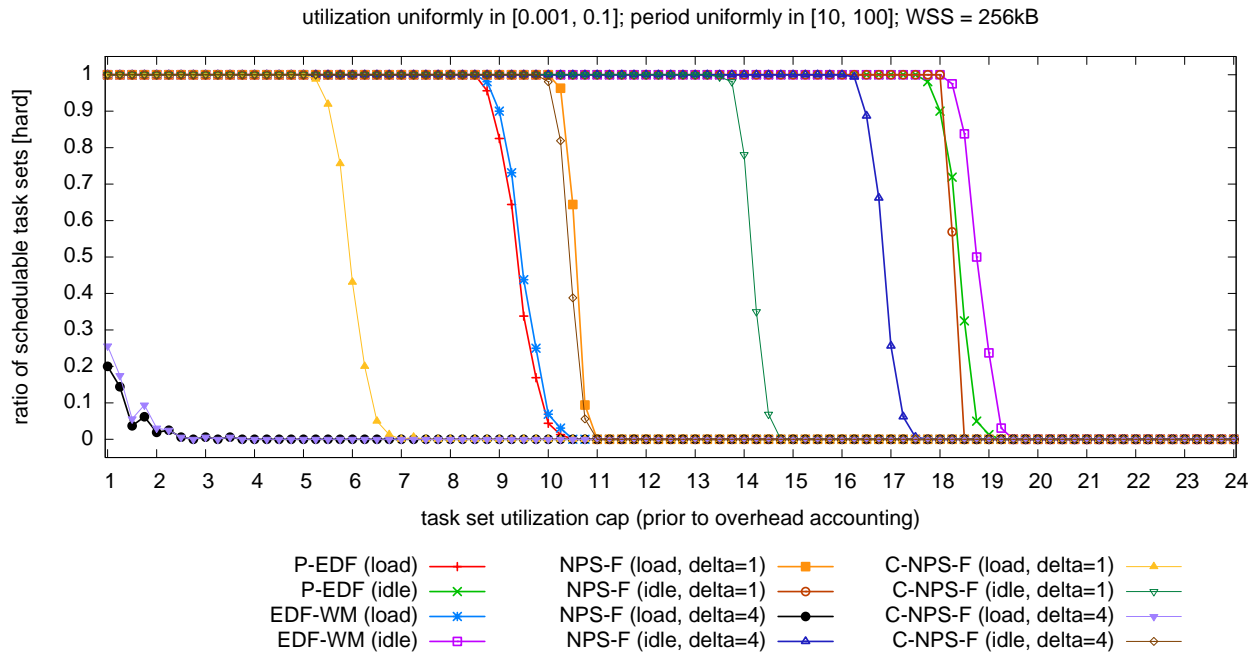 utilization uniformly in [0.001, 0.1]; period uniformly in [10, 100]; WSS = 256kB
ratio of schedulable task sets [hard]
1
0.9
0.8
0.7
0.6
0.5
0.4
0.3
0.2
0.1
0
1 2 3 4 5 6 7 8 9 10 11 12 13 14 15 16 17 18 19 20 21 22 23 24
task set utilization cap (prior to overhead accounting)
P-EDF (load)
P-EDF (idle)
EDF-WM (load)
EDF-WM (idle)
NPS-F (load, delta=1)
NPS-F (idle, delta=1)
NPS-F (load, delta=4)
NPS-F (idle, delta=4)
C-NPS-F (load, delta=1)
C-NPS-F (idle, delta=1)
C-NPS-F (load, delta=4)
C-NPS-F (idle, delta=4)